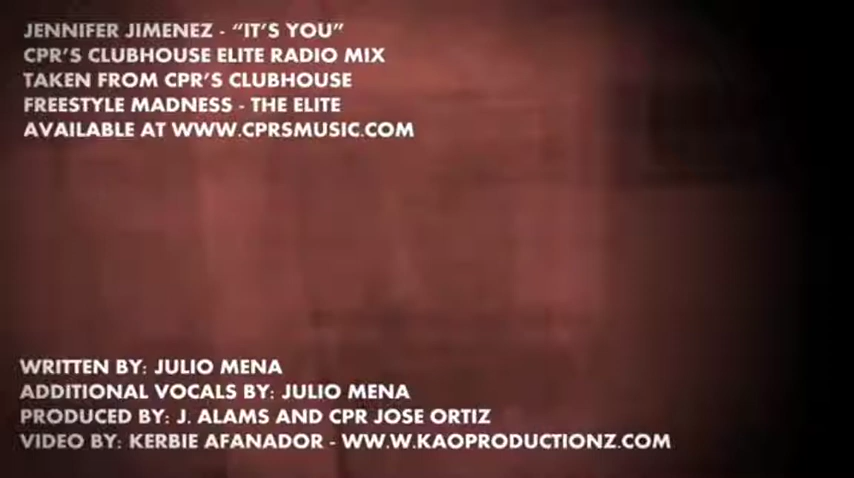 JENNIFER JIMENEZ - “IT’S YOU”
CPR’S CLUBHOUSE ELITE RADIO MIX
TAKEN FROM CPR’S CLUBHOUSE
FREESTYLE MADNESS - THE ELITE
AVAILABLE AT WWW.CPRSMUSIC.COM
WRITTEN BY: JULIO MENA
ADDITIONAL VOCALS BY: JULIO MENA
PRODUCED BY: J. ALAMS AND CPR JOSE ORTIZ
VIDEO BY: KERBIE AFANADOR - WW.W.KAOPRODUCTIONZ.COM